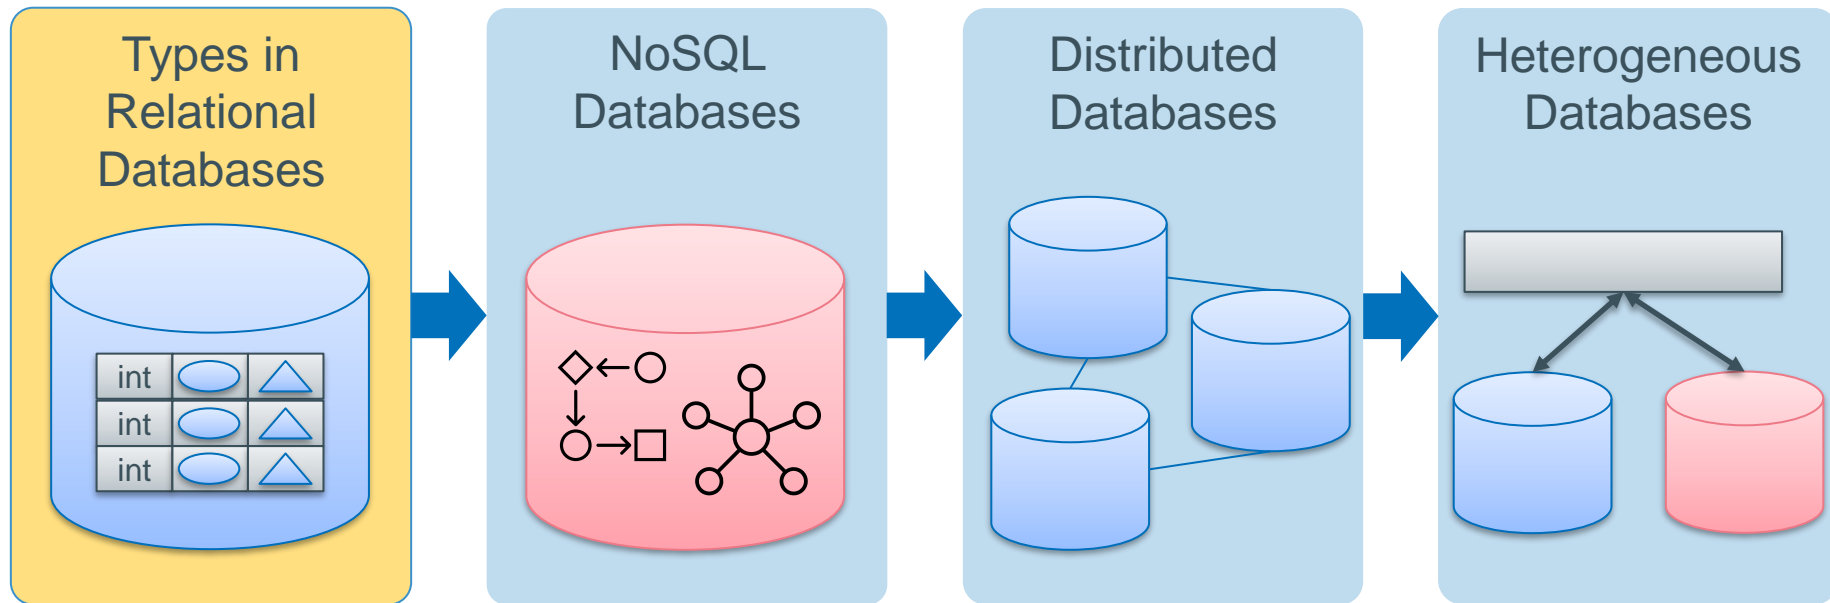 Types in
Relational
Databases
int
int
int
NoSQL
Databases
Distributed
Databases
Heterogeneous
Databases